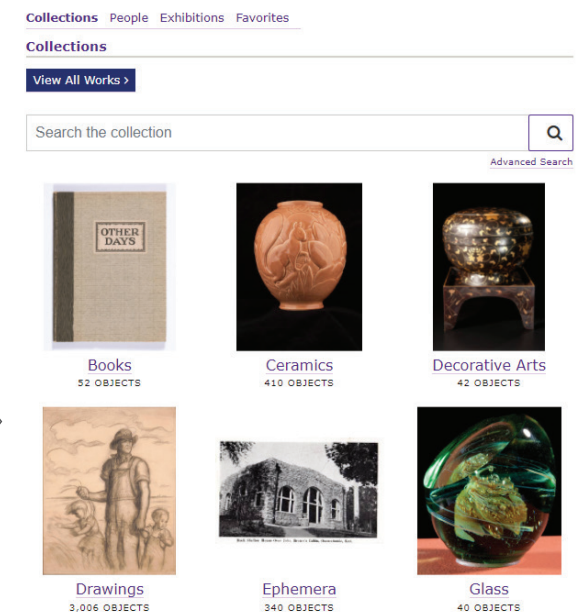 Collections People Exhibitions Favorites
Collections
View All Works ›
Search the collection
Advanced Search
OTHER
DAYS
Books
52 OBJECTS
Ceramics
410 OBJECTS
Decorative Arts
42 OBJECTS
Drawings
3,006 OBJECTS
Ephemera
340 OBJECTS
Glass
40 OBJECTS